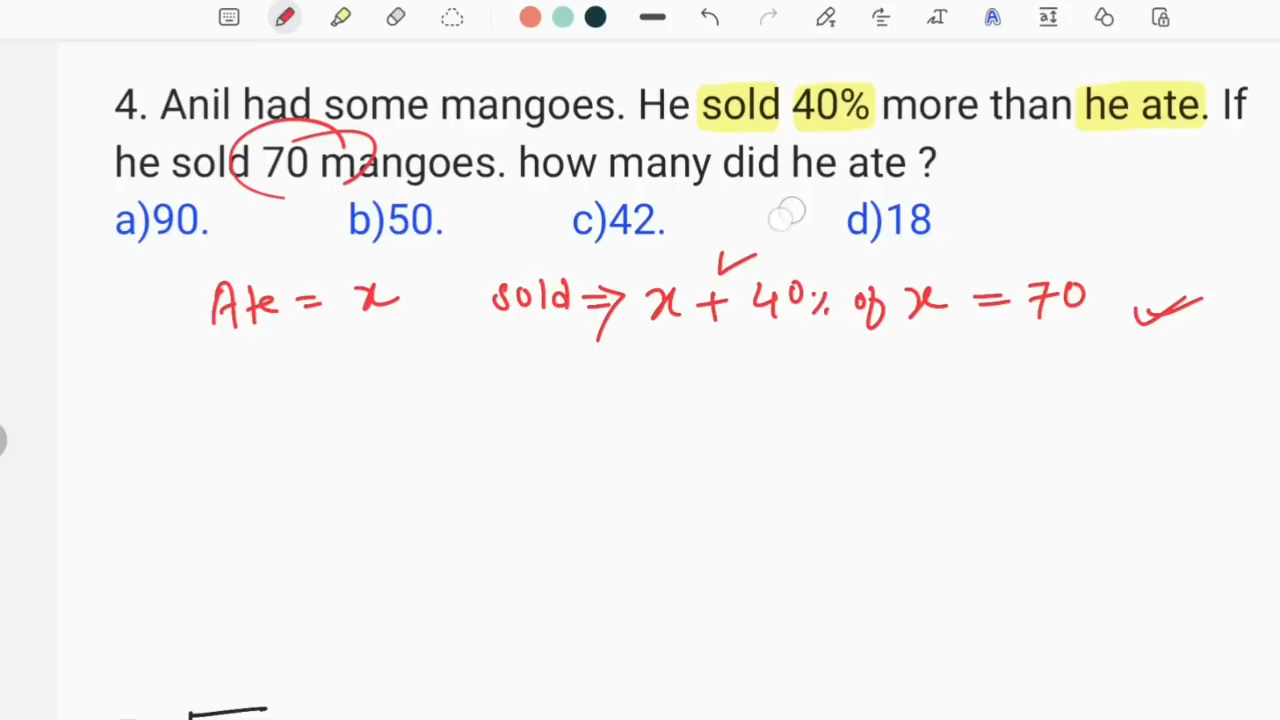 4. Anil had some mangoes. He sold 40% more than he ate. If
he sold 70 mangoes. how many did he ate ?
a)90. b)50. c)42. d)18
Ate = x sold ⇒ x + 40% of x = 70